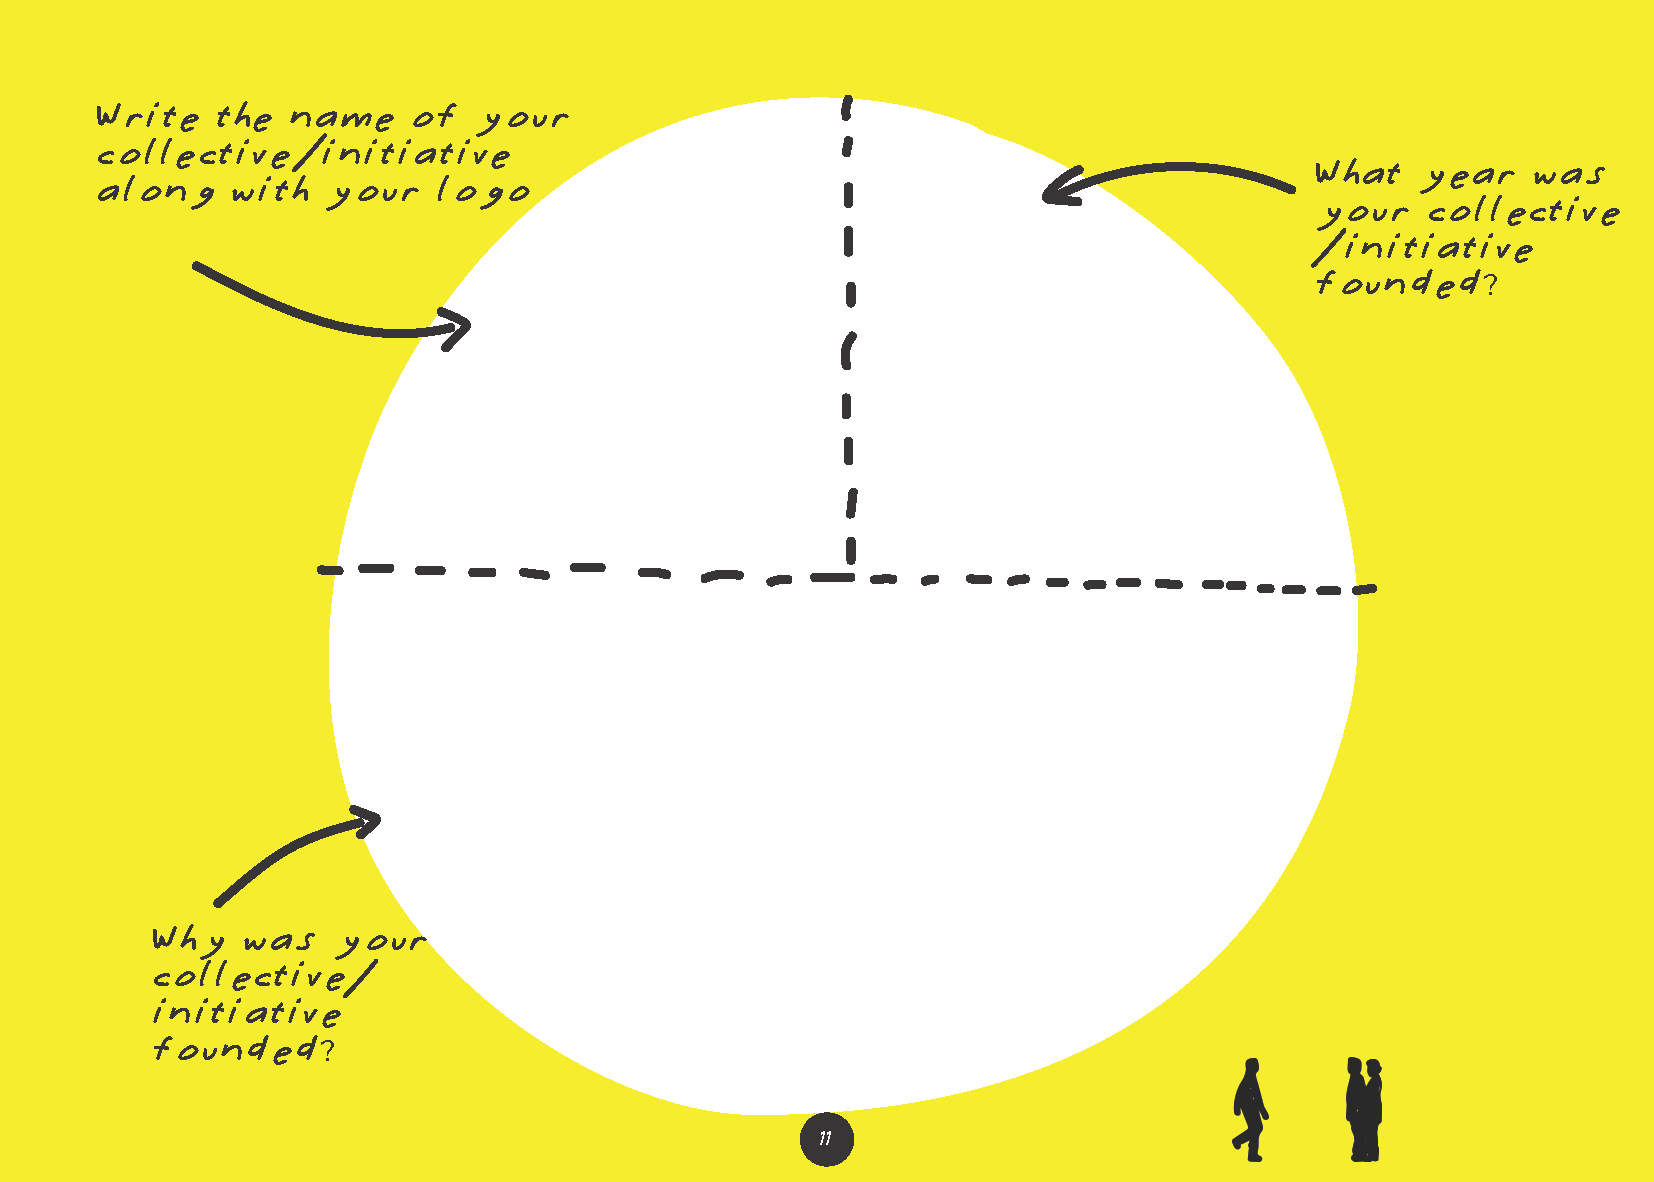 Write the name of your
collective/initiative
along with your logo
What year was
your collective
/initiative
founded?
Why was your
collective/
initiative
founded?
11